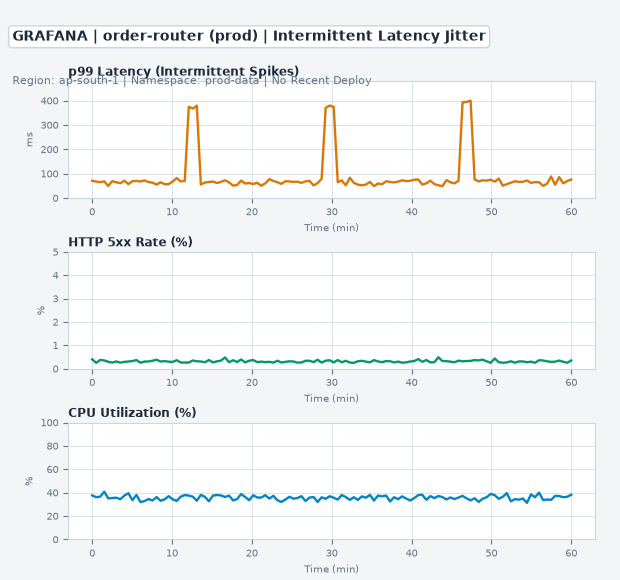 GRAFANA | order-router (prod) | Intermittent Latency Jitter
p99 Latency (Intermittent Spikes)
Region: ap-south-1 | Namespace: prod-data | No Recent Deploy
400
300
200
100
0
ms
0 10 20 30 40 50 60
Time (min)
HTTP 5xx Rate (%)
5
4
3
2
1
0
%
0 10 20 30 40 50 60
Time (min)
CPU Utilization (%)
100
80
60
40
20
0
%
0 10 20 30 40 50 60
Time (min)